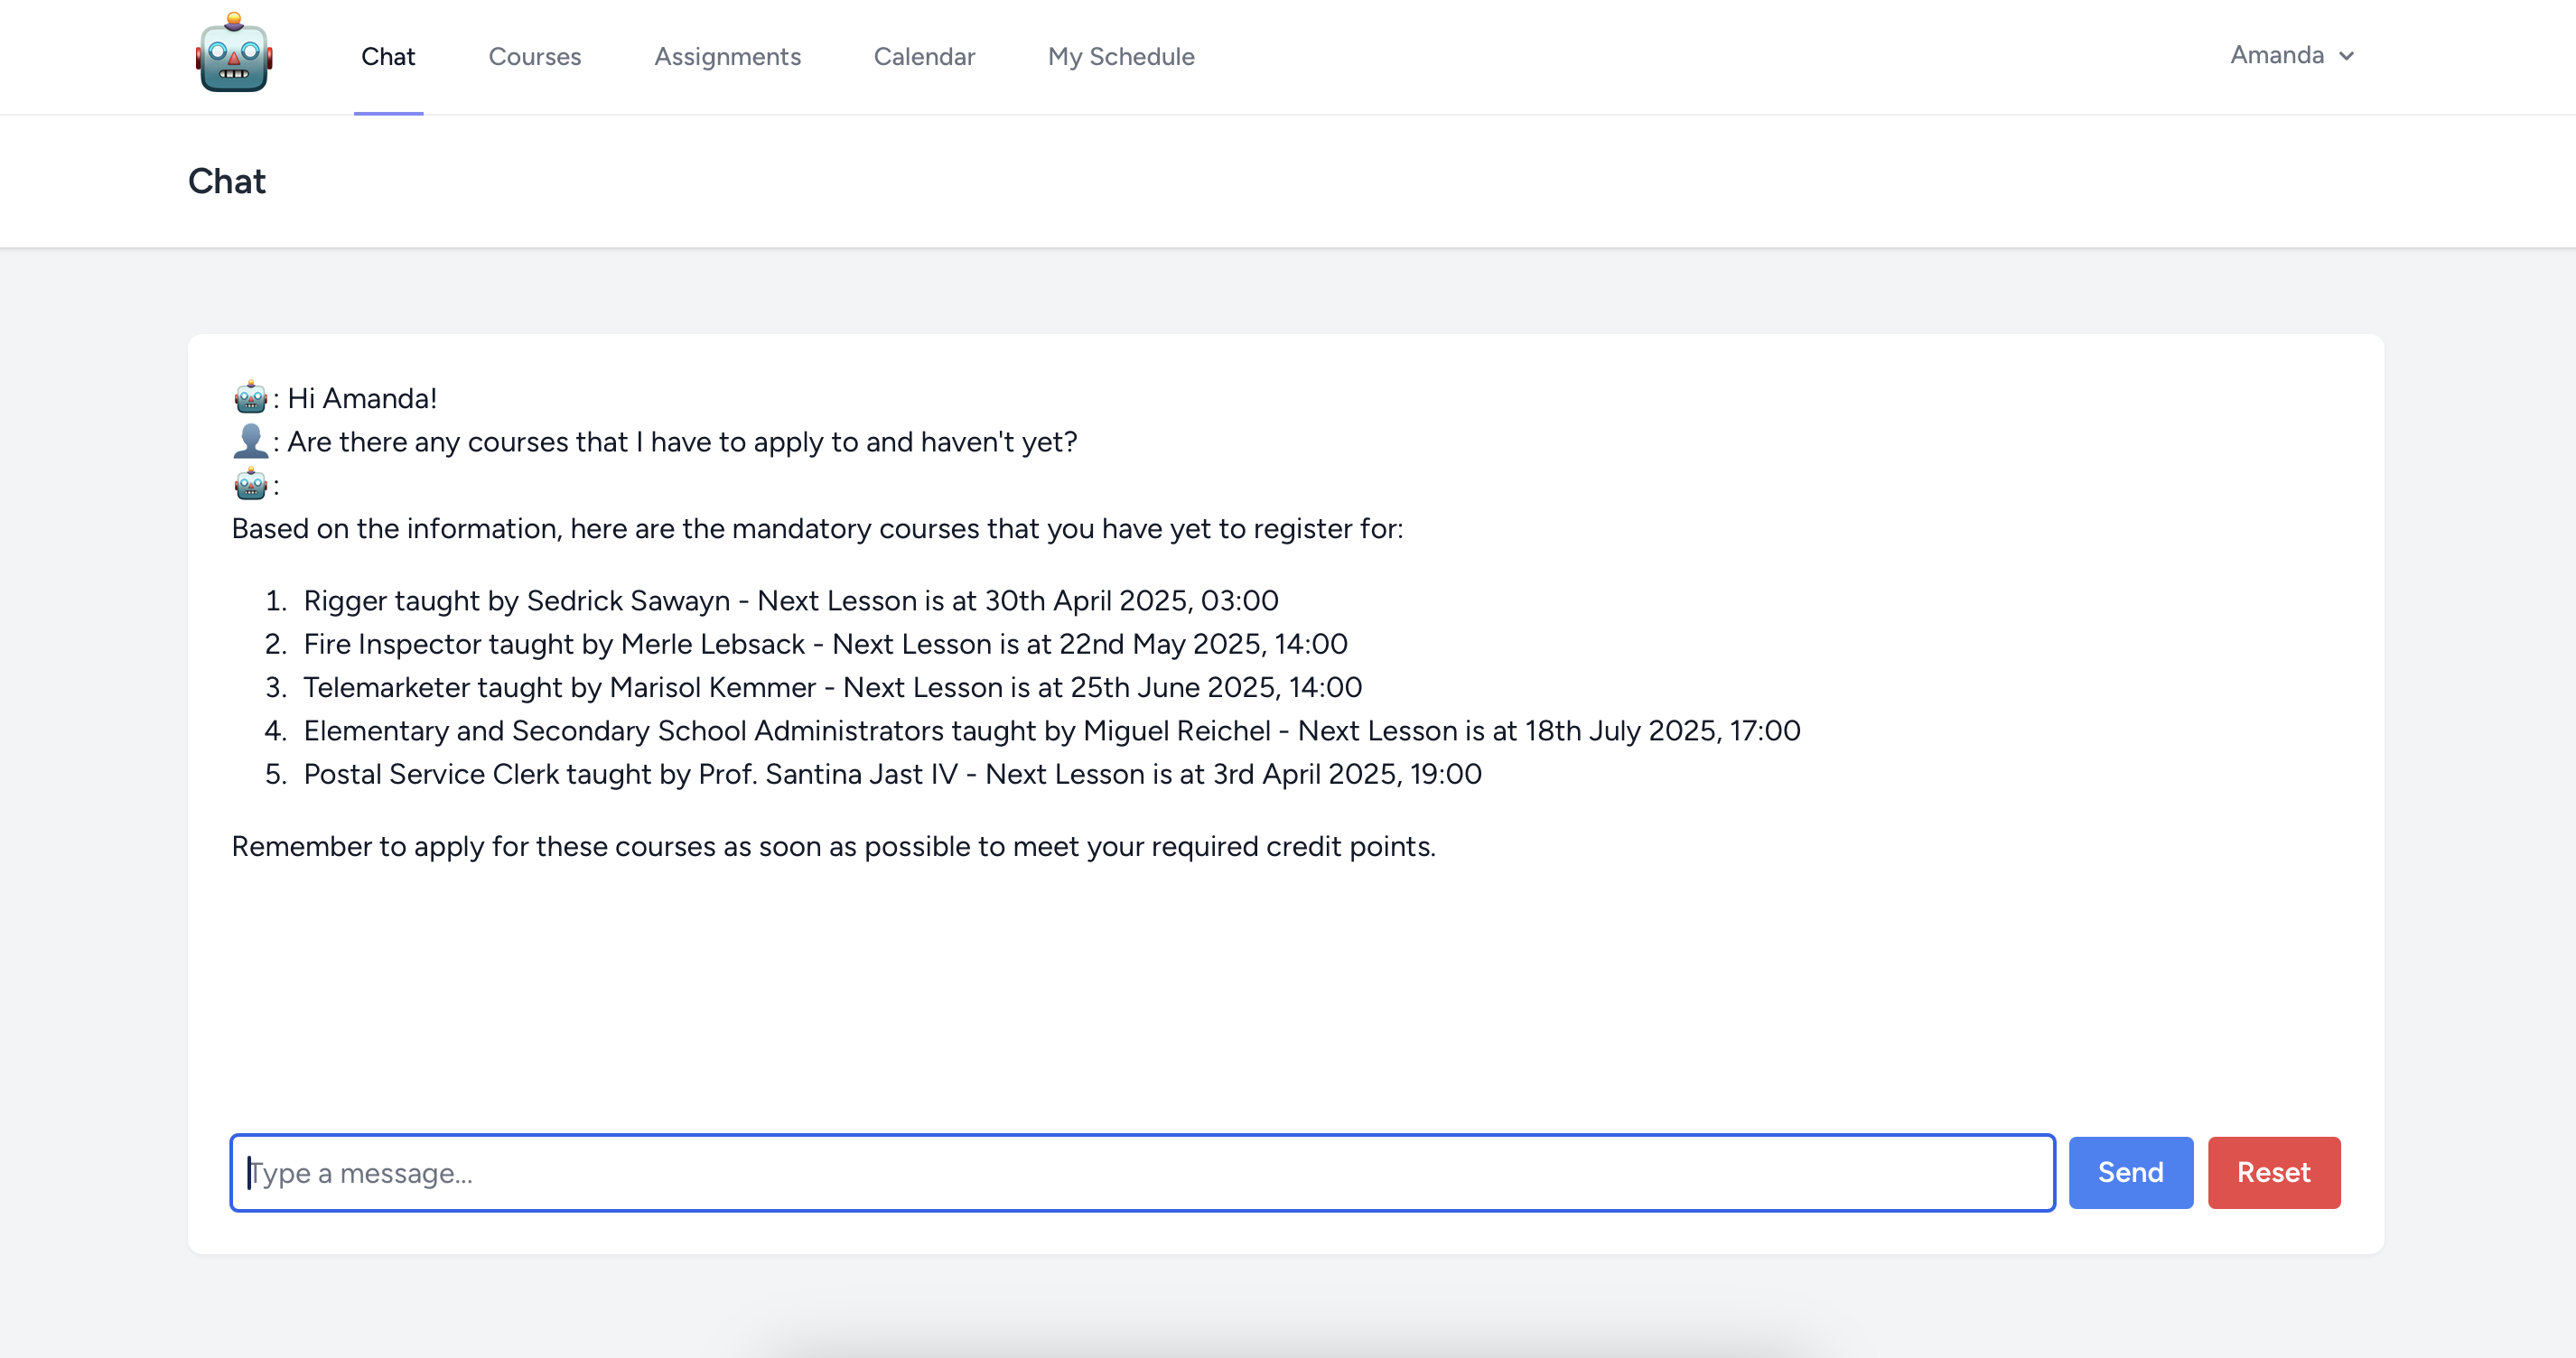 Chat Courses Assignments Calendar My Schedule Amanda
Chat
: Hi Amanda!
: Are there any courses that I have to apply to and haven't yet?
:
Based on the information, here are the mandatory courses that you have yet to register for:
1. Rigger taught by Sedrick Sawayn - Next Lesson is at 30th April 2025, 03:00
2. Fire Inspector taught by Merle Lebsack - Next Lesson is at 22nd May 2025, 14:00
3. Telemarketer taught by Marisol Kemmer - Next Lesson is at 25th June 2025, 14:00
4. Elementary and Secondary School Administrators taught by Miguel Reichel - Next Lesson is at 18th July 2025, 17:00
5. Postal Service Clerk taught by Prof. Santina Jast IV - Next Lesson is at 3rd April 2025, 19:00
Remember to apply for these courses as soon as possible to meet your required credit points.
Type a message... Send Reset